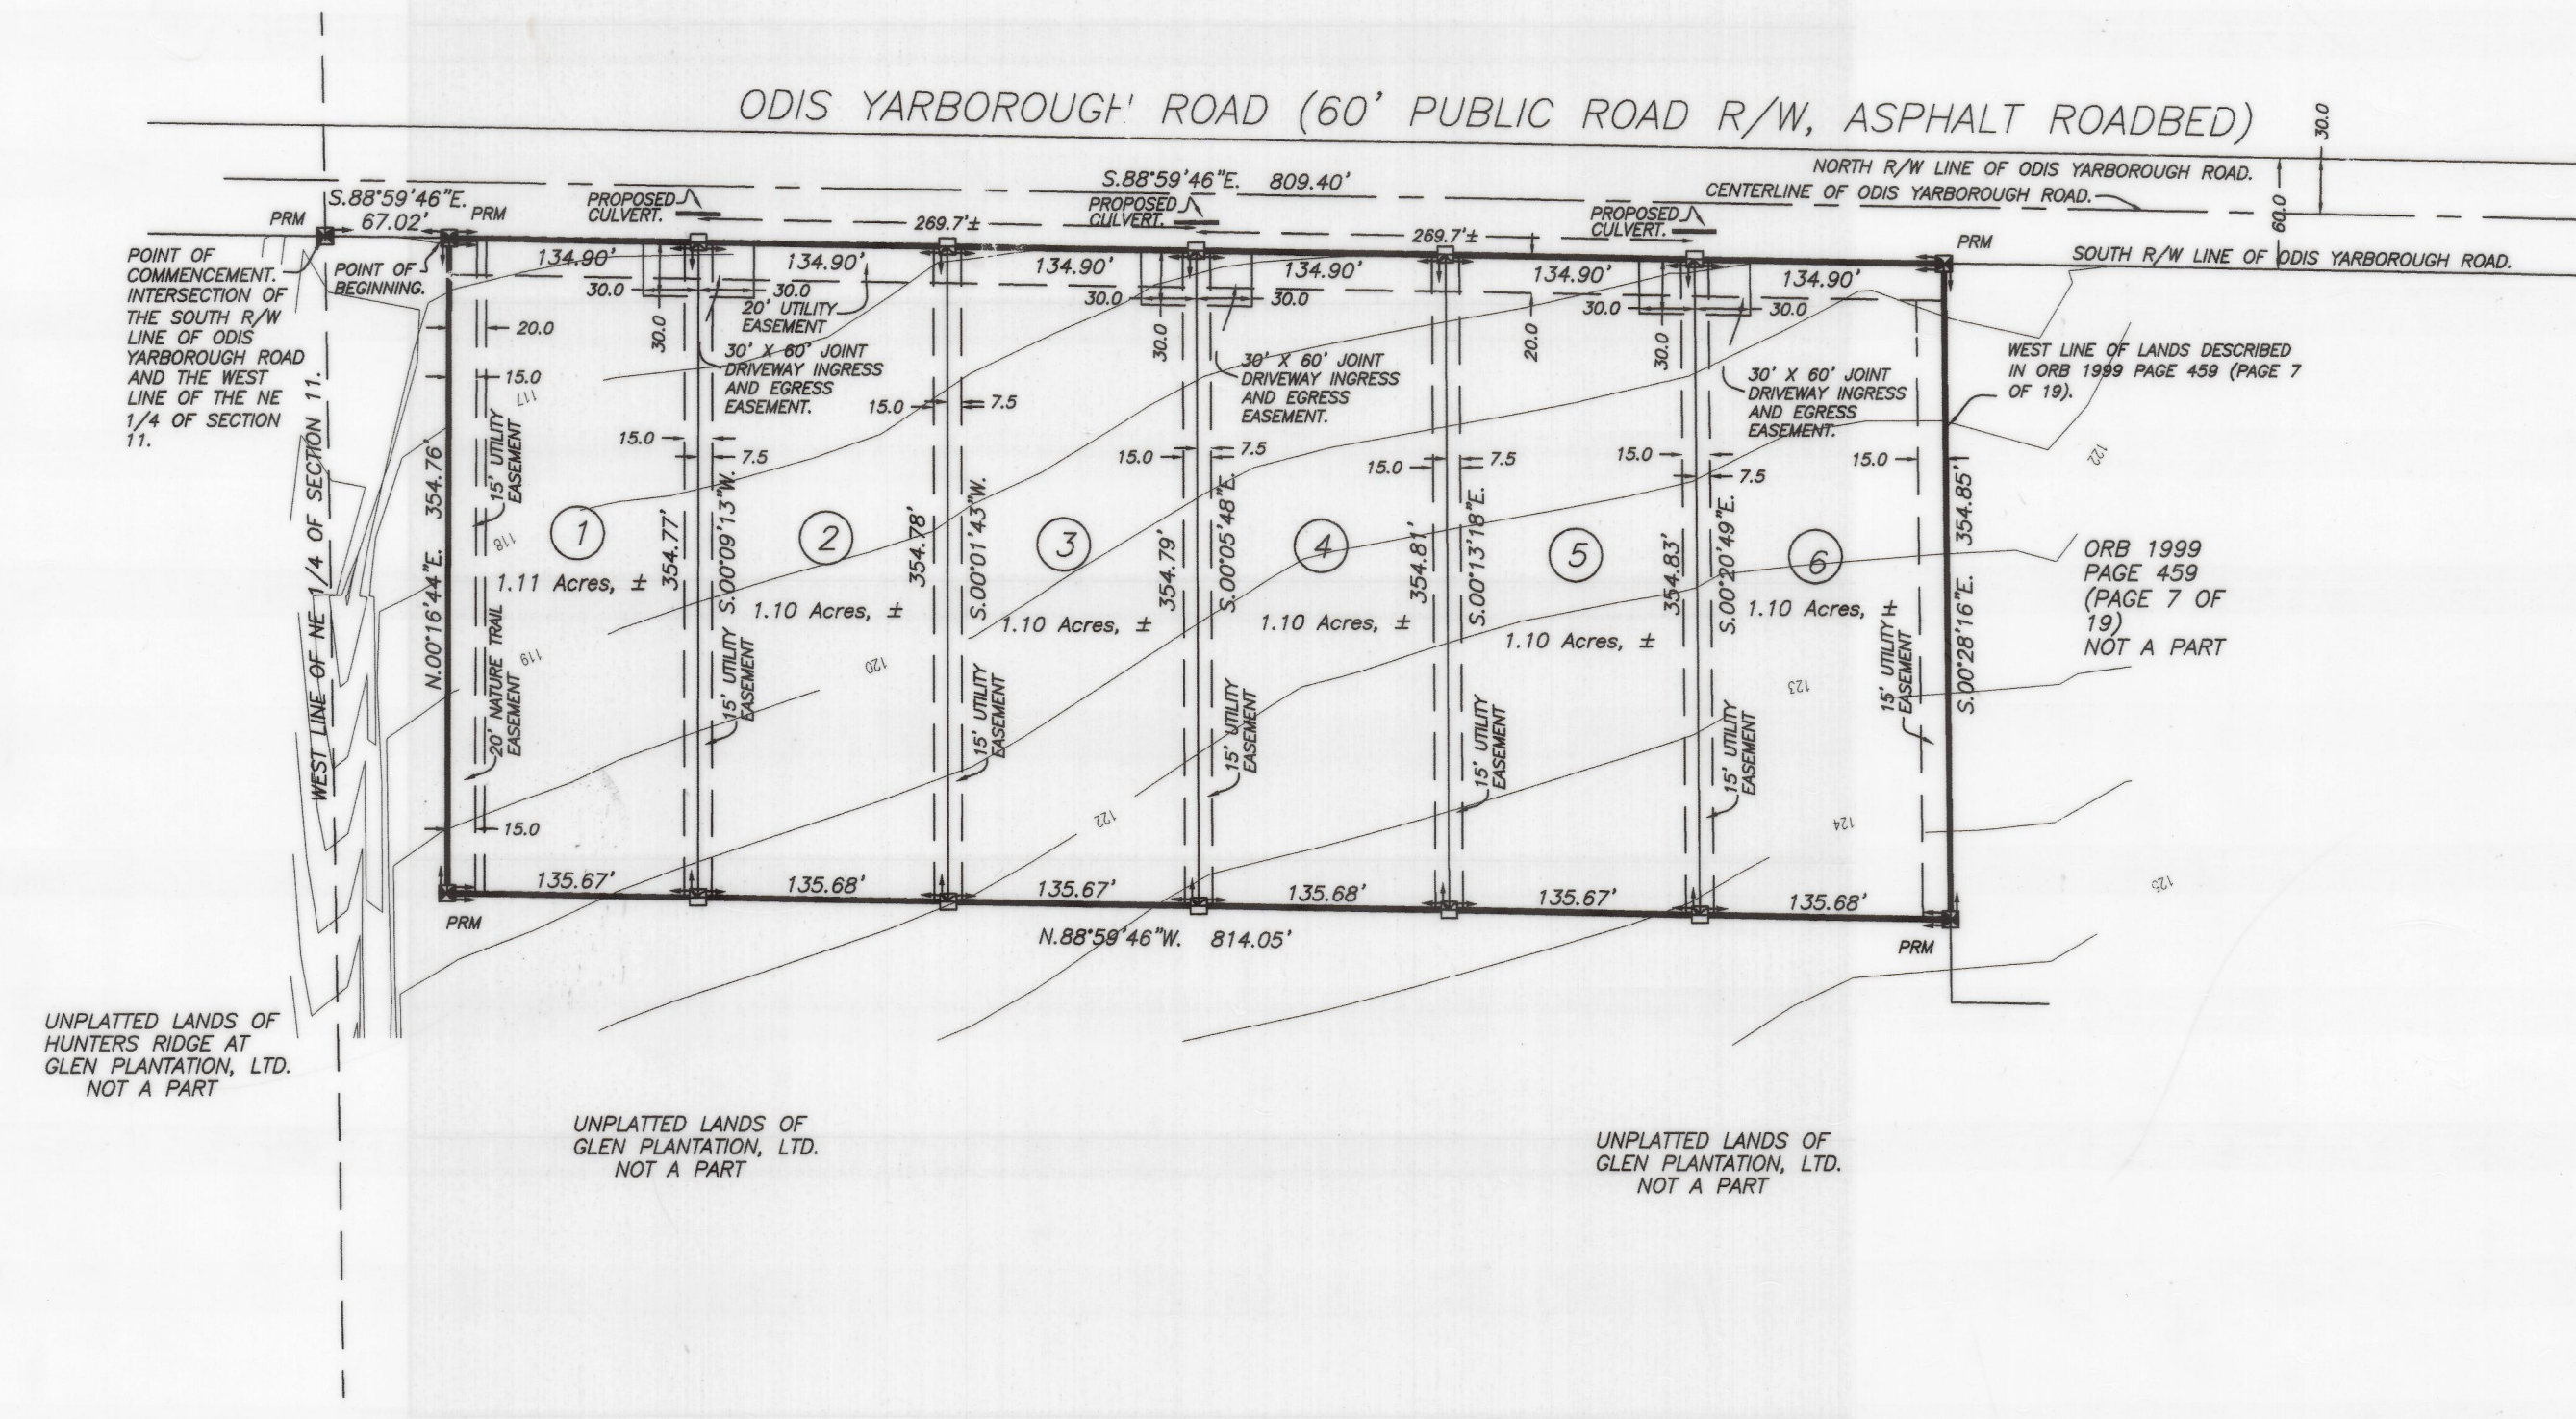 ODIS YARBOROUGH ROAD (60' PUBLIC ROAD R/W, ASPHALT ROADBED)
30.0
NORTH R/W LINE OF ODIS YARBOROUGH ROAD.
CENTERLINE OF ODIS YARBOROUGH ROAD.
60.0
SOUTH R/W LINE OF ODIS YARBOROUGH ROAD.
S.88°59'46"E. 809.40'
S.88°59'46"E.
67.02'
PRM
PRM
PRM
PROPOSED
CULVERT.
PROPOSED
CULVERT.
PROPOSED
CULVERT.
269.7'±
269.7'±
POINT OF
COMMENCEMENT.
INTERSECTION OF
THE SOUTH R/W
LINE OF ODIS
YARBOROUGH ROAD
AND THE WEST
LINE OF THE NE
1/4 OF SECTION
11.
POINT OF
BEGINNING.
134.90'
134.90'
134.90'
134.90'
134.90'
134.90'
30.0
30.0
30.0
30.0
30.0
30.0
20' UTILITY
EASEMENT
20.0
30.0
30.0
20.0
30.0
30' X 60' JOINT
DRIVEWAY INGRESS
AND EGRESS
EASEMENT.
30' X 60' JOINT
DRIVEWAY INGRESS
AND EGRESS
EASEMENT.
30' X 60' JOINT
DRIVEWAY INGRESS
AND EGRESS
EASEMENT.
WEST LINE OF LANDS DESCRIBED
IN ORB 1999 PAGE 459 (PAGE 7
OF 19).
15.0
117
15.0
7.5
15.0
7.5
15.0
7.5
15.0
7.5
15.0
7.5
15.0
122
WEST LINE OF NE 1/4 OF SECTION 11.
N.00°16'44"E. 354.76'
15' UTILITY
EASEMENT
118
354.77'
S.00°09'13"W.
354.78'
S.00°01'43"W.
354.79'
S.00°05'48"E.
354.81'
S.00°13'18"E.
354.83'
S.00°20'49"E.
S.00°28'16"E. 354.85'
1
2
3
4
5
6
1.11 Acres, ±
1.10 Acres, ±
1.10 Acres, ±
1.10 Acres, ±
1.10 Acres, ±
1.10 Acres, ±
ORB 1999
PAGE 459
(PAGE 7 OF
19)
NOT A PART
20' NATURE TRAIL
EASEMENT
119
120
123
15' UTILITY
EASEMENT
15' UTILITY
EASEMENT
15' UTILITY
EASEMENT
15' UTILITY
EASEMENT
15' UTILITY
EASEMENT
15' UTILITY
EASEMENT
15.0
122
124
125
135.67'
135.68'
135.67'
135.68'
135.67'
135.68'
PRM
N.88°59'46"W. 814.05'
PRM
UNPLATTED LANDS OF
HUNTERS RIDGE AT
GLEN PLANTATION, LTD.
NOT A PART
UNPLATTED LANDS OF
GLEN PLANTATION, LTD.
NOT A PART
UNPLATTED LANDS OF
GLEN PLANTATION, LTD.
NOT A PART